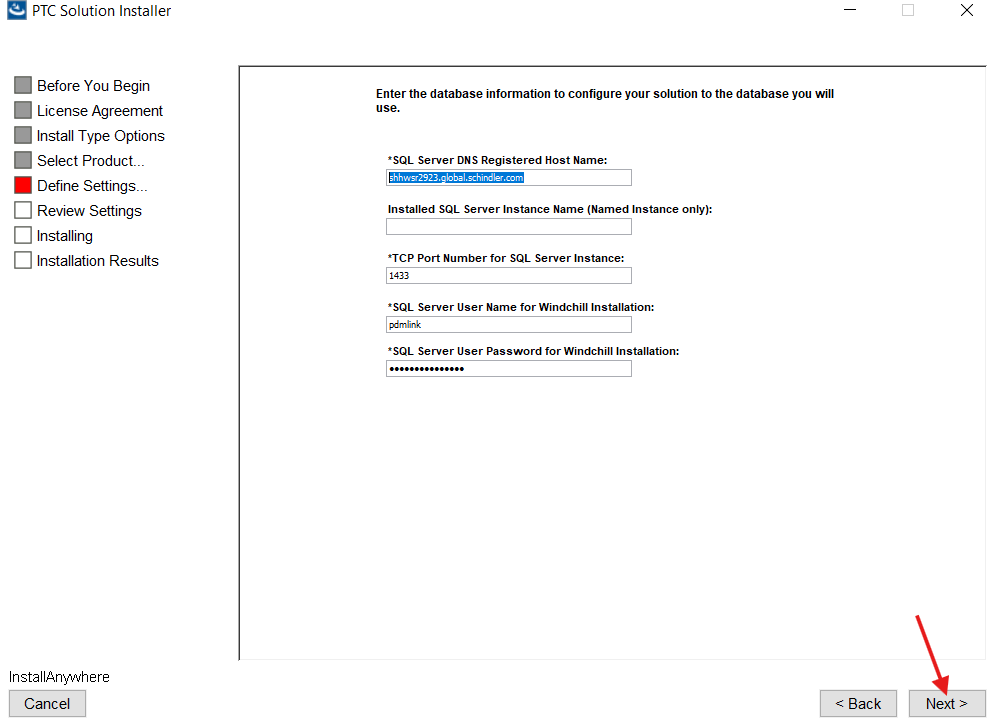 PTC Solution Installer
Before You Begin
License Agreement
Install Type Options
Select Product...
Define Settings...
Review Settings
Installing
Installation Results
Enter the database information to configure your solution to the database you will
use.
*SQL Server DNS Registered Host Name:
shhwsr2923.global.schindler.com
Installed SQL Server Instance Name (Named Instance only):
*TCP Port Number for SQL Server Instance:
1433
*SQL Server User Name for Windchill Installation:
pdmlink
*SQL Server User Password for Windchill Installation:
•••••••••••••••
InstallAnywhere
Cancel
< Back
Next >